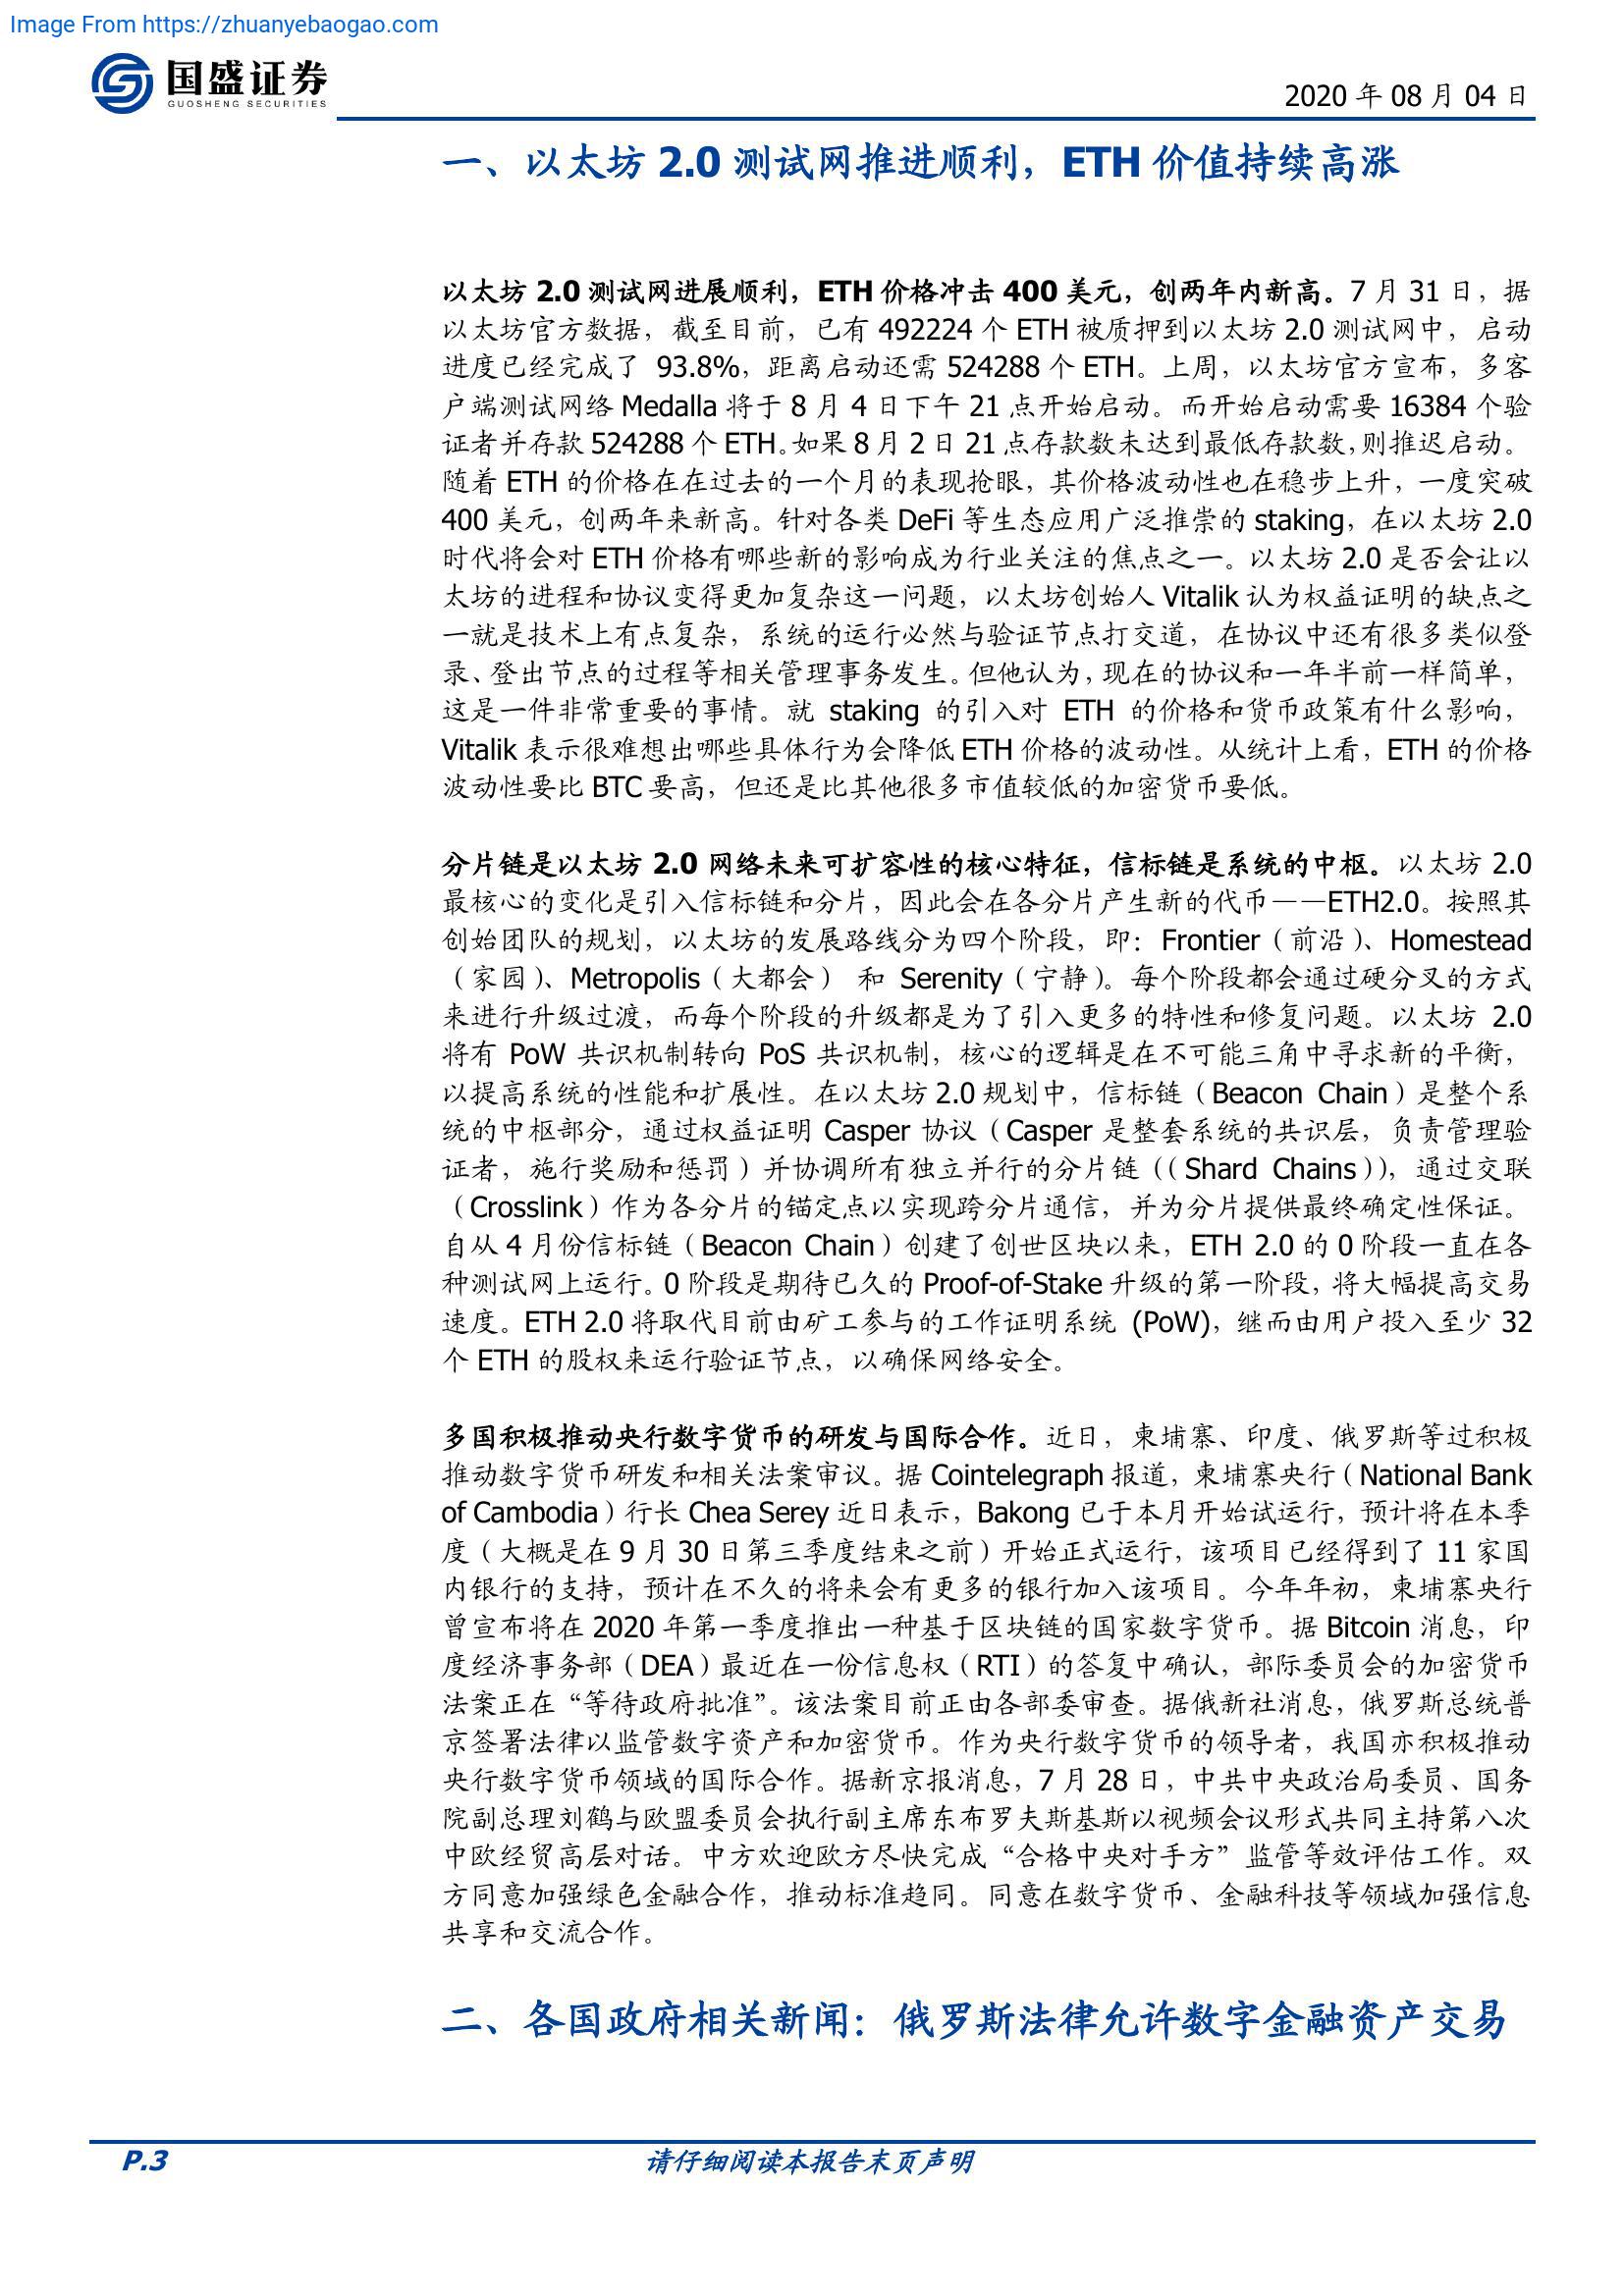 Image From https://zhuanyebaogao.com
国盛证券
GUOSHENG SECURITIES
2020 年 08 月 04 日
一、以太坊 2.0 测试网推进顺利，ETH 价值持续高涨
以太坊 2.0 测试网进展顺利，ETH 价格冲击 400 美元，创两年内新高。7 月 31 日，据
以太坊官方数据，截至目前，已有 492224 个 ETH 被质押到以太坊 2.0 测试网中，启动
进度已经完成了 93.8%，距离启动还需 524288 个 ETH。上周，以太坊官方宣布，多客
户端测试网络 Medalla 将于 8 月 4 日下午 21 点开始启动。而开始启动需要 16384 个验
证者并存款 524288 个 ETH。如果 8 月 2 日 21 点存款数未达到最低存款数，则推迟启动。
随着 ETH 的价格在在过去的一个月的表现抢眼，其价格波动性也在稳步上升，一度突破
400 美元，创两年来新高。针对各类 DeFi 等生态应用广泛推崇的 staking，在以太坊 2.0
时代将会对 ETH 价格有哪些新的影响成为行业关注的焦点之一。以太坊 2.0 是否会让以
太坊的进程和协议变得更加复杂这一问题，以太坊创始人 Vitalik 认为权益证明的缺点之
一就是技术上有点复杂，系统的运行必然与验证节点打交道，在协议中还有很多类似登
录、登出节点的过程等相关管理事务发生。但他认为，现在的协议和一年半前一样简单，
这是一件非常重要的事情。就 staking 的引入对 ETH 的价格和货币政策有什么影响，
Vitalik 表示很难想出哪些具体行为会降低 ETH 价格的波动性。从统计上看，ETH 的价格
波动性要比 BTC 要高，但还是比其他很多市值较低的加密货币要低。
分片链是以太坊 2.0 网络未来可扩容性的核心特征，信标链是系统的中枢。以太坊 2.0
最核心的变化是引入信标链和分片，因此会在各分片产生新的代币——ETH2.0。按照其
创始团队的规划，以太坊的发展路线分为四个阶段，即：Frontier（前沿）、Homestead
（家园）、Metropolis（大都会） 和 Serenity（宁静）。每个阶段都会通过硬分叉的方式
来进行升级过渡，而每个阶段的升级都是为了引入更多的特性和修复问题。以太坊 2.0
将有 PoW 共识机制转向 PoS 共识机制，核心的逻辑是在不可能三角中寻求新的平衡，
以提高系统的性能和扩展性。在以太坊 2.0 规划中，信标链（Beacon Chain）是整个系
统的中枢部分，通过权益证明 Casper 协议（Casper 是整套系统的共识层，负责管理验
证者，施行奖励和惩罚）并协调所有独立并行的分片链（（Shard Chains）），通过交联
（Crosslink）作为各分片的锚定点以实现跨分片通信，并为分片提供最终确定性保证。
自从 4 月份信标链（Beacon Chain）创建了创世区块以来，ETH 2.0 的 0 阶段一直在各
种测试网上运行。0 阶段是期待已久的 Proof-of-Stake 升级的第一阶段，将大幅提高交易
速度。ETH 2.0 将取代目前由矿工参与的工作证明系统 (PoW)，继而由用户投入至少 32
个 ETH 的股权来运行验证节点，以确保网络安全。
多国积极推动央行数字货币的研发与国际合作。近日，柬埔寨、印度、俄罗斯等过积极
推动数字货币研发和相关法案审议。据 Cointelegraph 报道，柬埔寨央行（National Bank
of Cambodia）行长 Chea Serey 近日表示，Bakong 已于本月开始试运行，预计将在本季
度（大概是在 9 月 30 日第三季度结束之前）开始正式运行，该项目已经得到了 11 家国
内银行的支持，预计在不久的将来会有更多的银行加入该项目。今年年初，柬埔寨央行
曾宣布将在 2020 年第一季度推出一种基于区块链的国家数字货币。据 Bitcoin 消息，印
度经济事务部（DEA）最近在一份信息权（RTI）的答复中确认，部际委员会的加密货币
法案正在“等待政府批准”。该法案目前正由各部委审查。据俄新社消息，俄罗斯总统普
京签署法律以监管数字资产和加密货币。作为央行数字货币的领导者，我国亦积极推动
央行数字货币领域的国际合作。据新京报消息，7 月 28 日，中共中央政治局委员、国务
院副总理刘鹤与欧盟委员会执行副主席东布罗夫斯基斯以视频会议形式共同主持第八次
中欧经贸高层对话。中方欢迎欧方尽快完成“合格中央对手方”监管等效评估工作。双
方同意加强绿色金融合作，推动标准趋同。同意在数字货币、金融科技等领域加强信息
共享和交流合作。
二、各国政府相关新闻：俄罗斯法律允许数字金融资产交易
P.3
请仔细阅读本报告末页声明